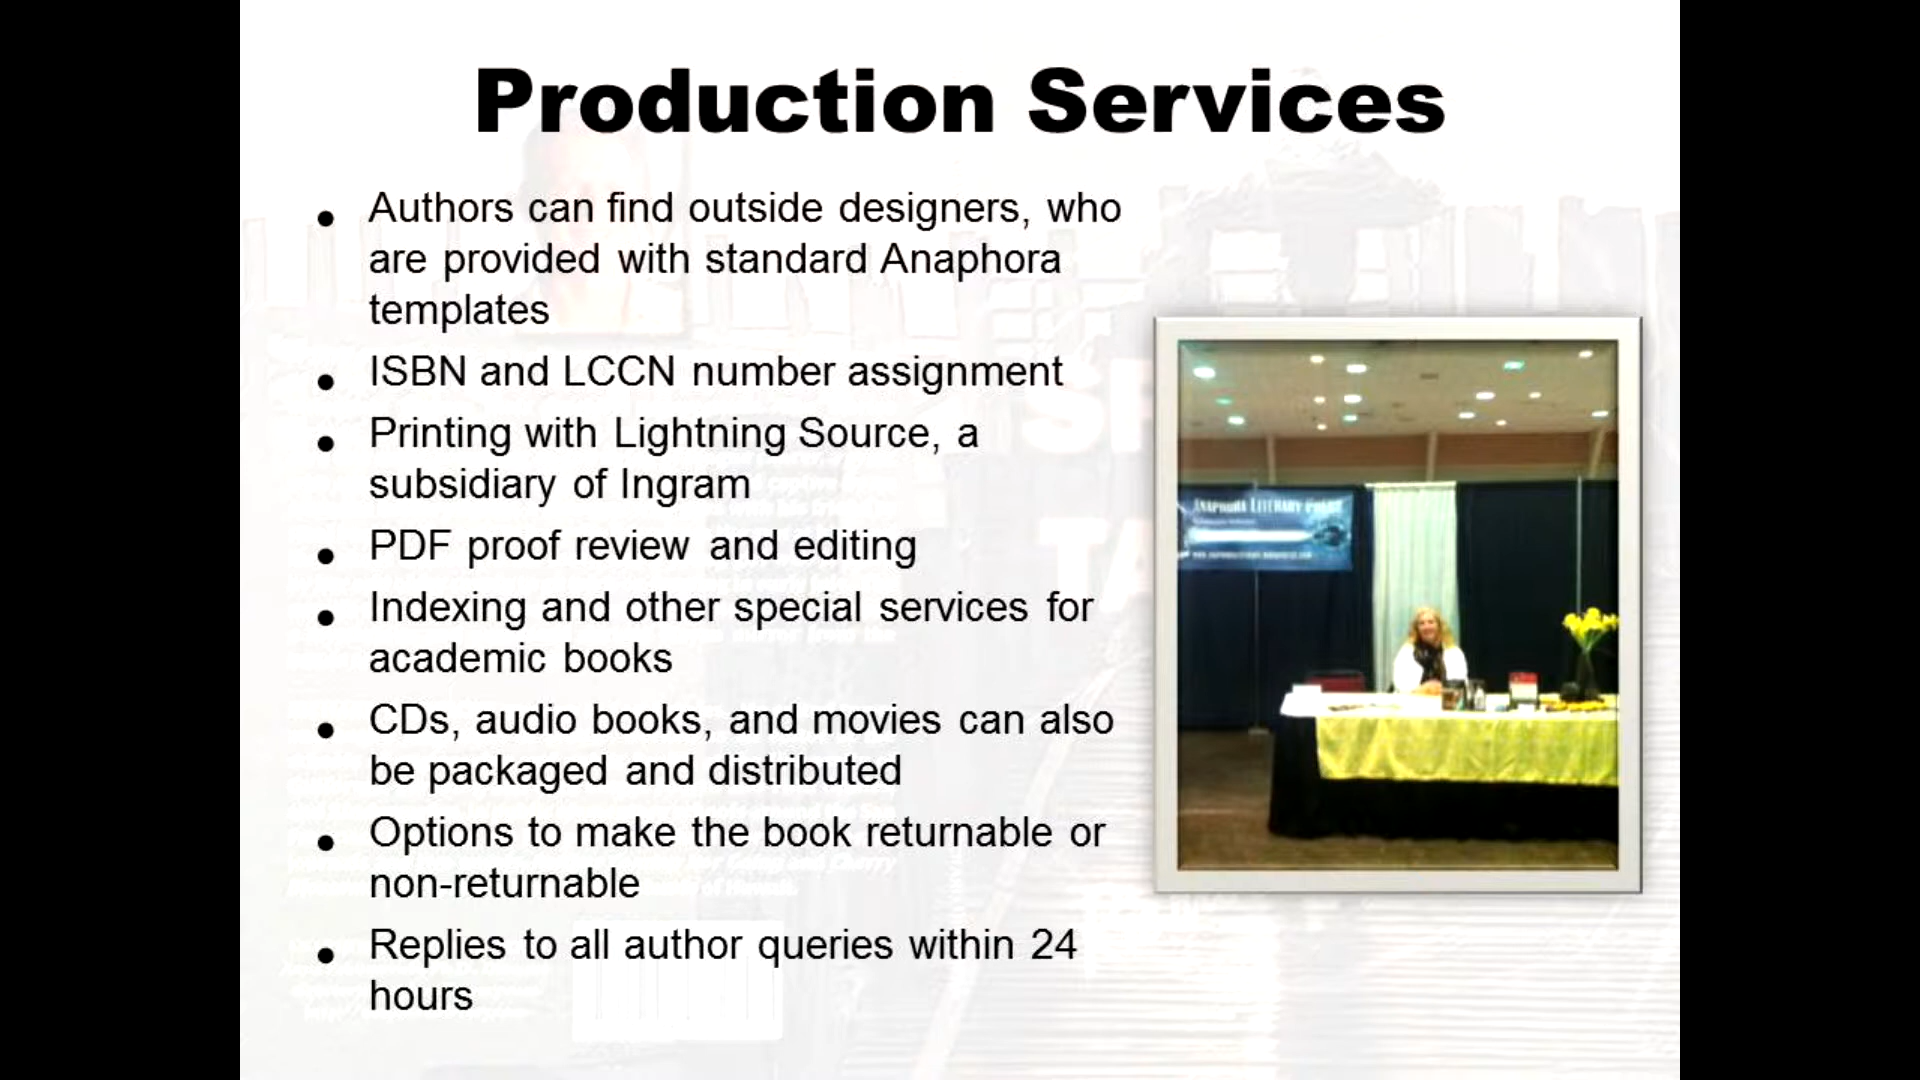 Production Services
• Authors can find outside designers, who
are provided with standard Anaphora
templates
• ISBN and LCCN number assignment
• Printing with Lightning Source, a
subsidiary of Ingram
• PDF proof review and editing
• Indexing and other special services for
academic books
• CDs, audio books, and movies can also
be packaged and distributed
• Options to make the book returnable or
non-returnable
• Replies to all author queries within 24
hours
ANAPHORA LITERARY PRESS